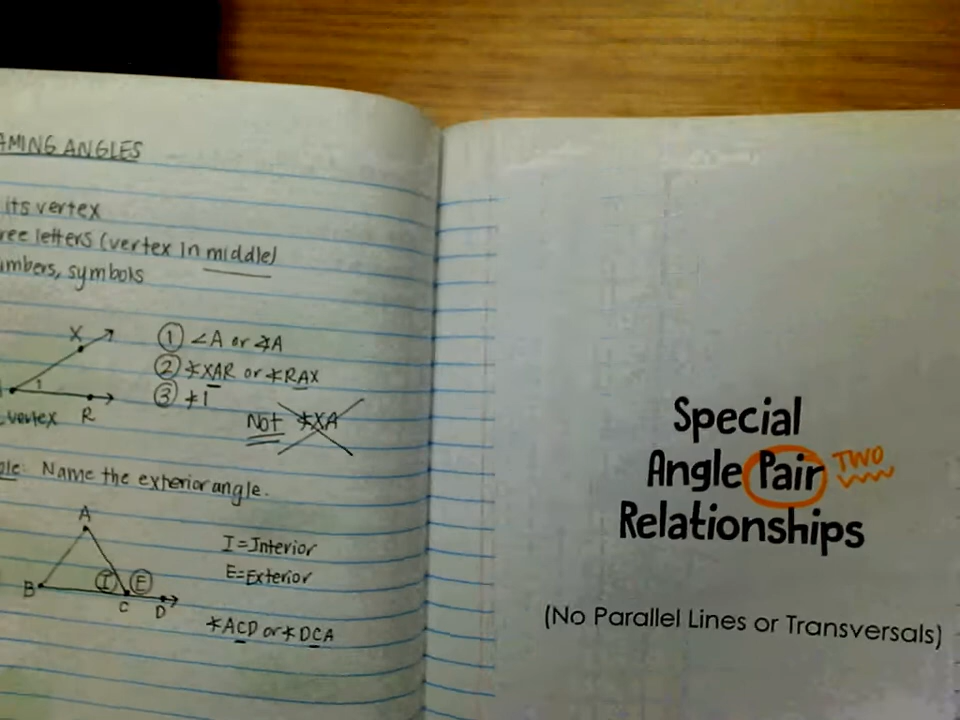 AMING ANGLES
its vertex
ree letters (vertex in middle)
umbers, symbols
X
① ∠A or ∡A
② ∡XAR or ∡RAX
1
③ ∡1
vertex R
Not ∡XA
ple: Name the exterior angle.
A
I=Interior
E=Exterior
I E
B
C D
∡ACD or ∡DCA
Special
Angle Pair TWO
Relationships
(No Parallel Lines or Transversals)